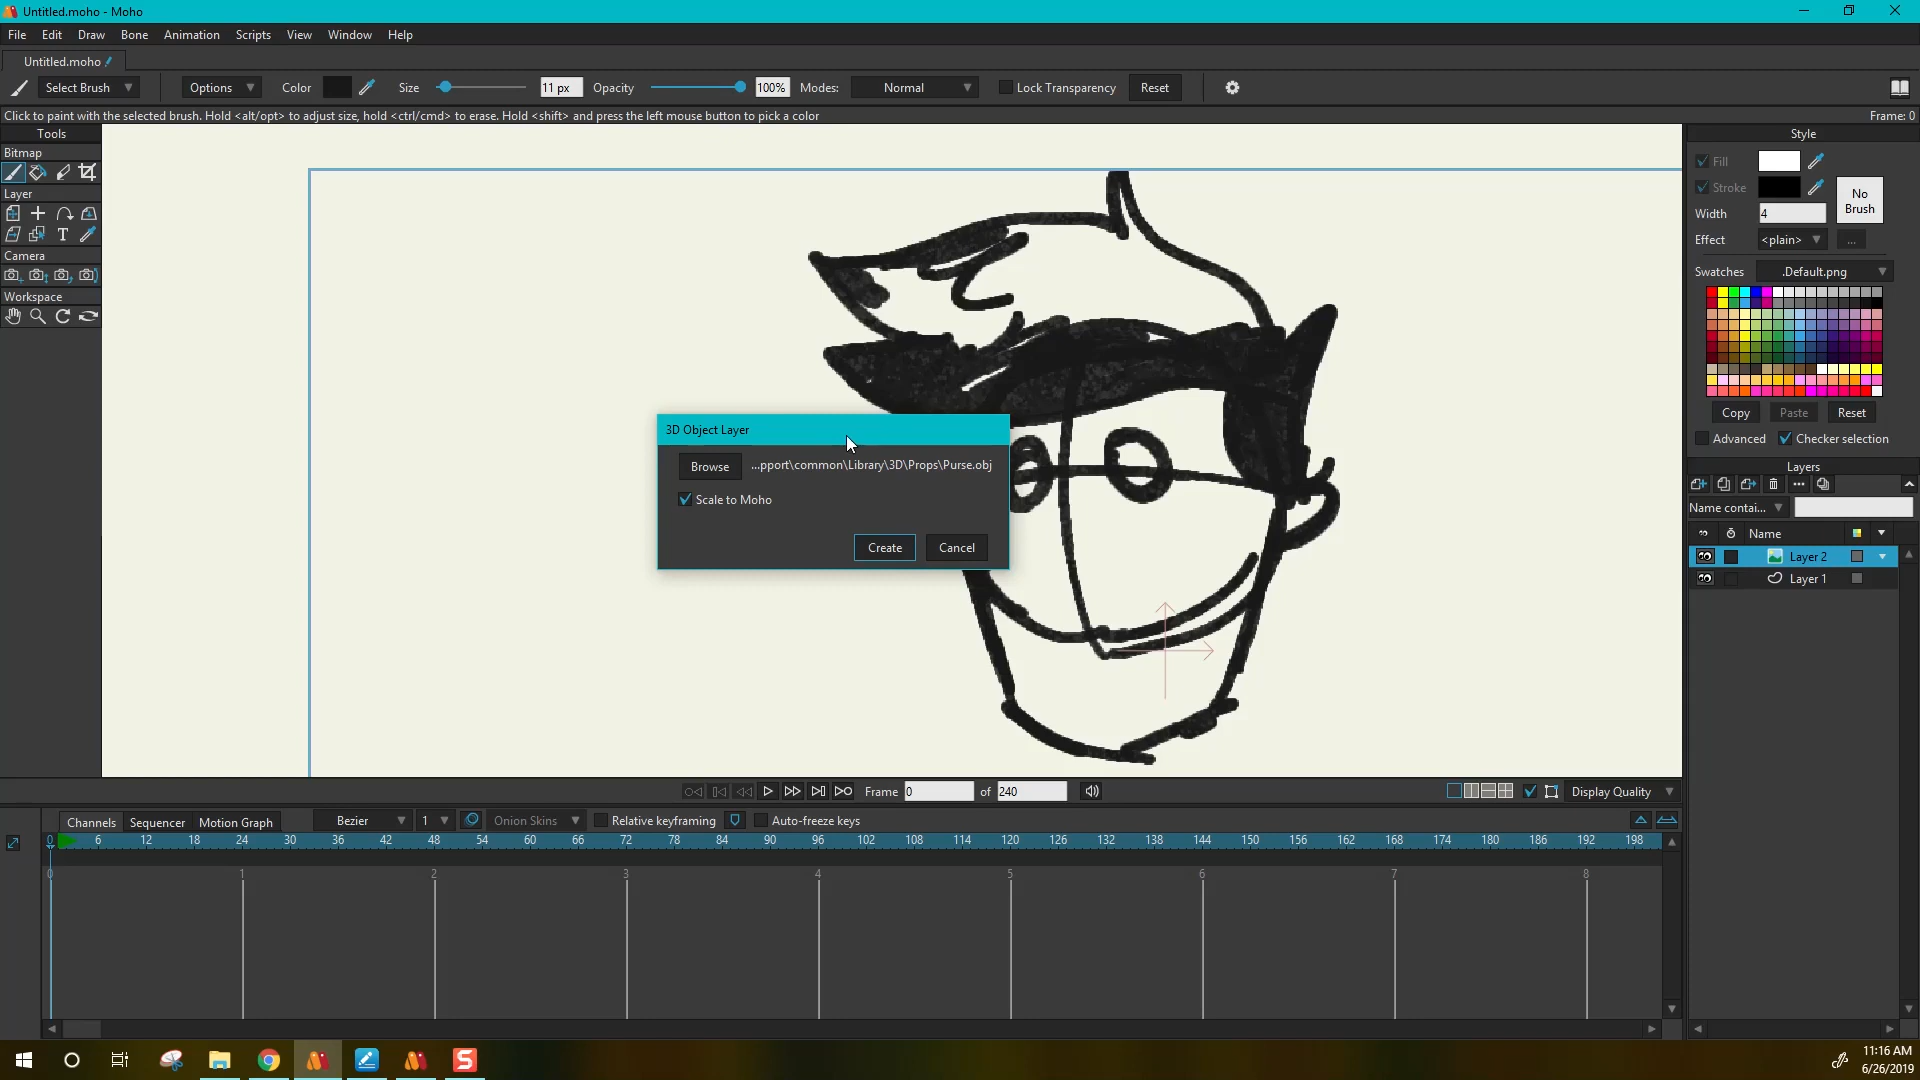 Untitled.moho - Moho
File Edit Draw Bone Animation Scripts View Window Help
Untitled.moho
Select Brush Options Color Size 11 px Opacity 100% Modes: Normal Lock Transparency Reset
Click to paint with the selected brush. Hold <alt/opt> to adjust size, hold <ctrl/cmd> to erase. Hold <shift> and press the left mouse button to pick a color Frame: 0
Tools
Bitmap
Layer
T
Camera
Workspace
Style
Fill
Stroke
No Brush
Width 4
Effect <plain> ...
Swatches .Default.png
Copy Paste Reset
Advanced Checker selection
Layers
Name contai...
Name
Layer 2
Layer 1
3D Object Layer
Browse ...pport\common\Library\3D\Props\Purse.obj
Scale to Moho
Create Cancel
Frame 0 of 240 Display Quality
Channels Sequencer Motion Graph Bezier 1 Onion Skins Relative keyframing Auto-freeze keys
0 6 12 18 24 30 36 42 48 54 60 66 72 78 84 90 96 102 108 114 120 126 132 138 144 150 156 162 168 174 180 186 192 198
0 1 2 3 4 5 6 7 8
S
11:16 AM
6/26/2019